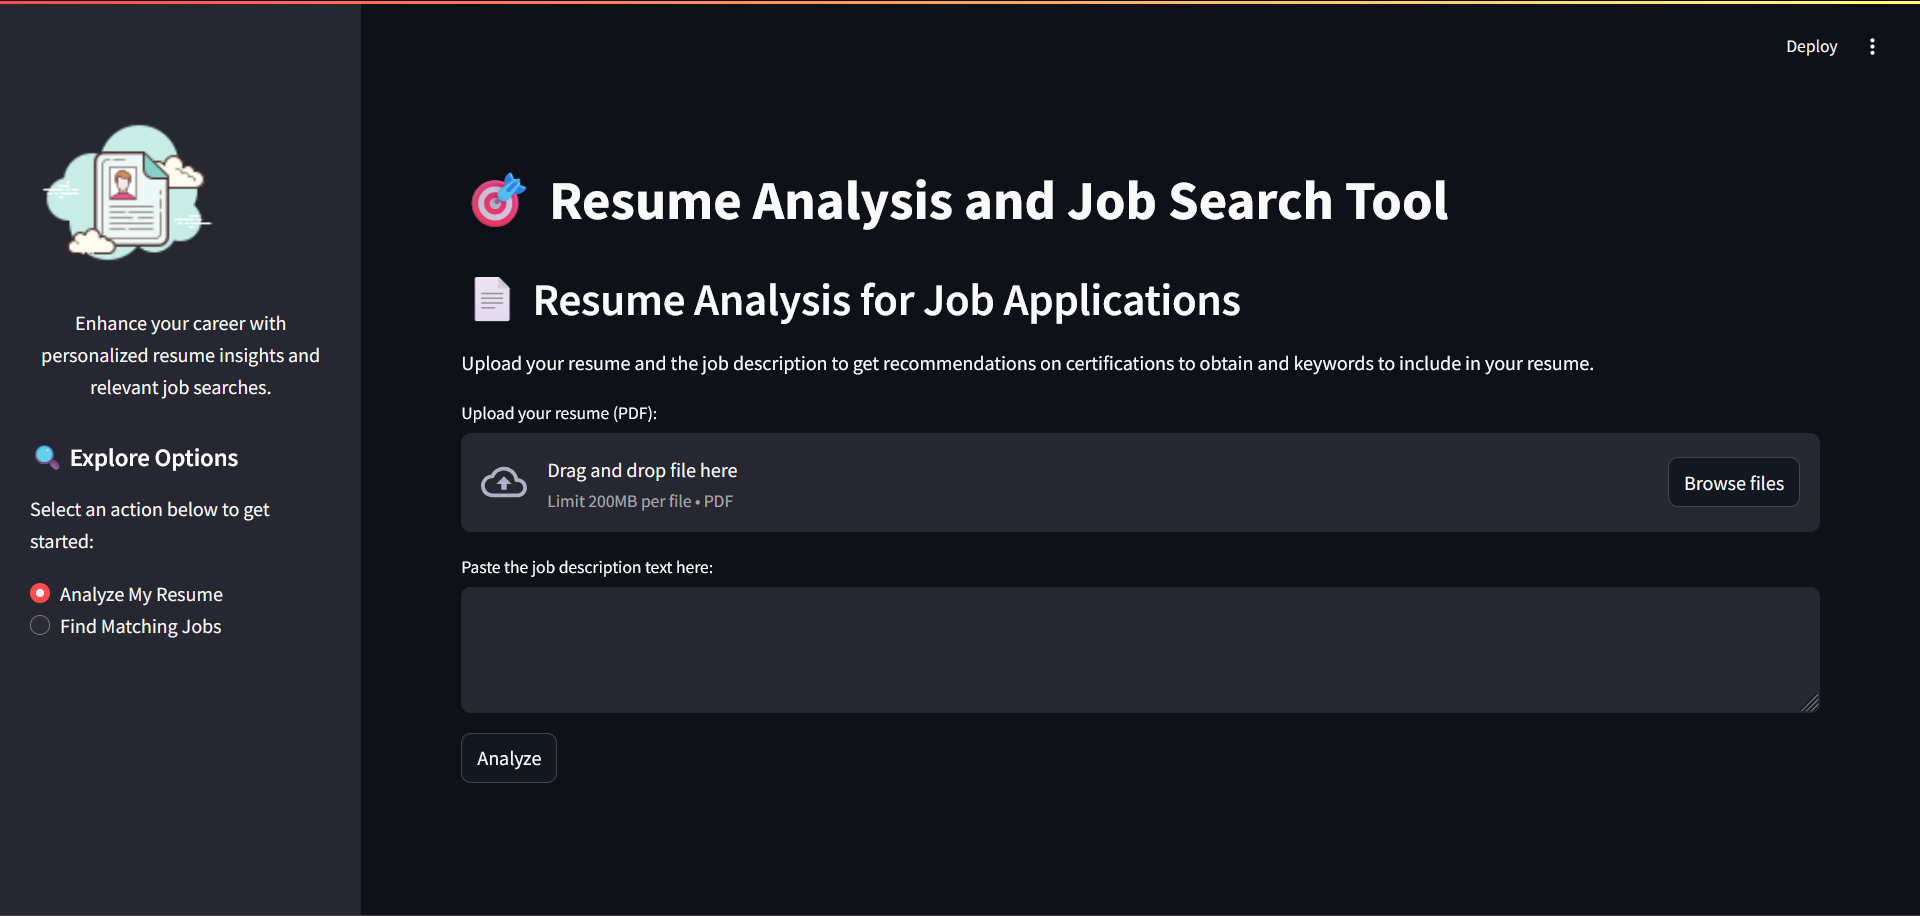 Deploy
Enhance your career with
personalized resume insights and
relevant job searches.
Explore Options
Select an action below to get
started:
Analyze My Resume
Find Matching Jobs
Resume Analysis and Job Search Tool
Resume Analysis for Job Applications
Upload your resume and the job description to get recommendations on certifications to obtain and keywords to include in your resume.
Upload your resume (PDF):
Drag and drop file here
Limit 200MB per file • PDF
Browse files
Paste the job description text here:
Analyze